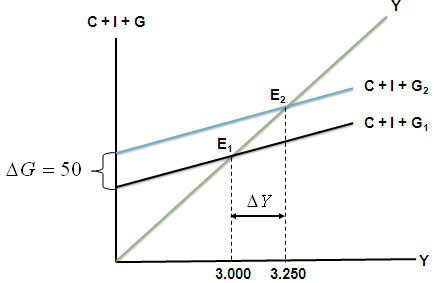 Y
C + I + G
E₂
C + I + G₂
C + I + G₁
E₁
ΔG = 50
ΔY
Y
3.000
3.250